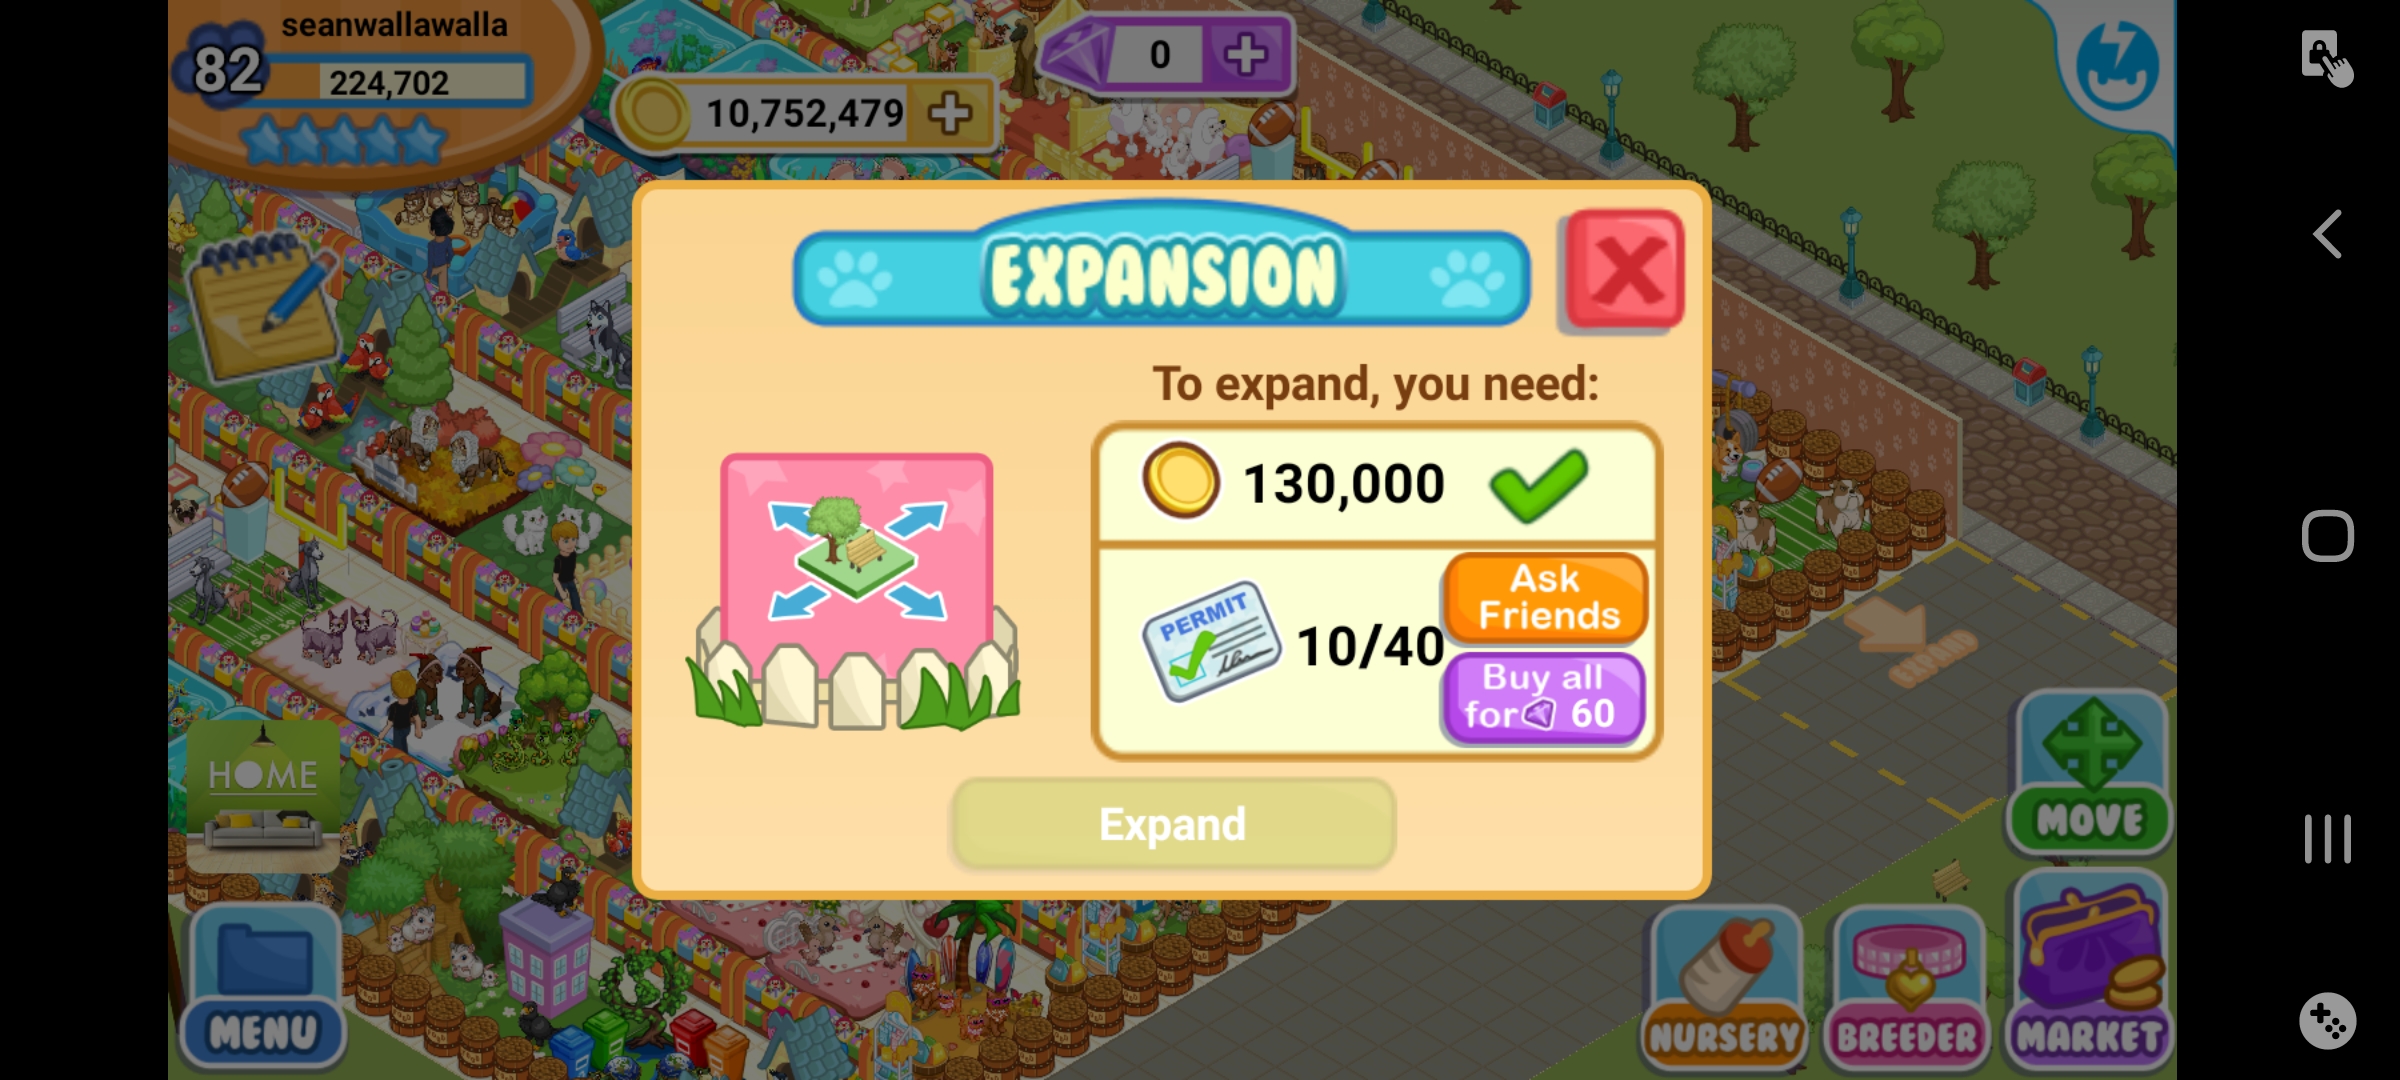 seanwallawalla
82
224,702
10,752,479
0
EXPANSION
To expand, you need:
130,000
PERMIT
10/40
Ask
Friends
Buy all
for 60
Expand
EXPAND
HOME
MENU
MOVE
NURSERY
BREEDER
MARKET